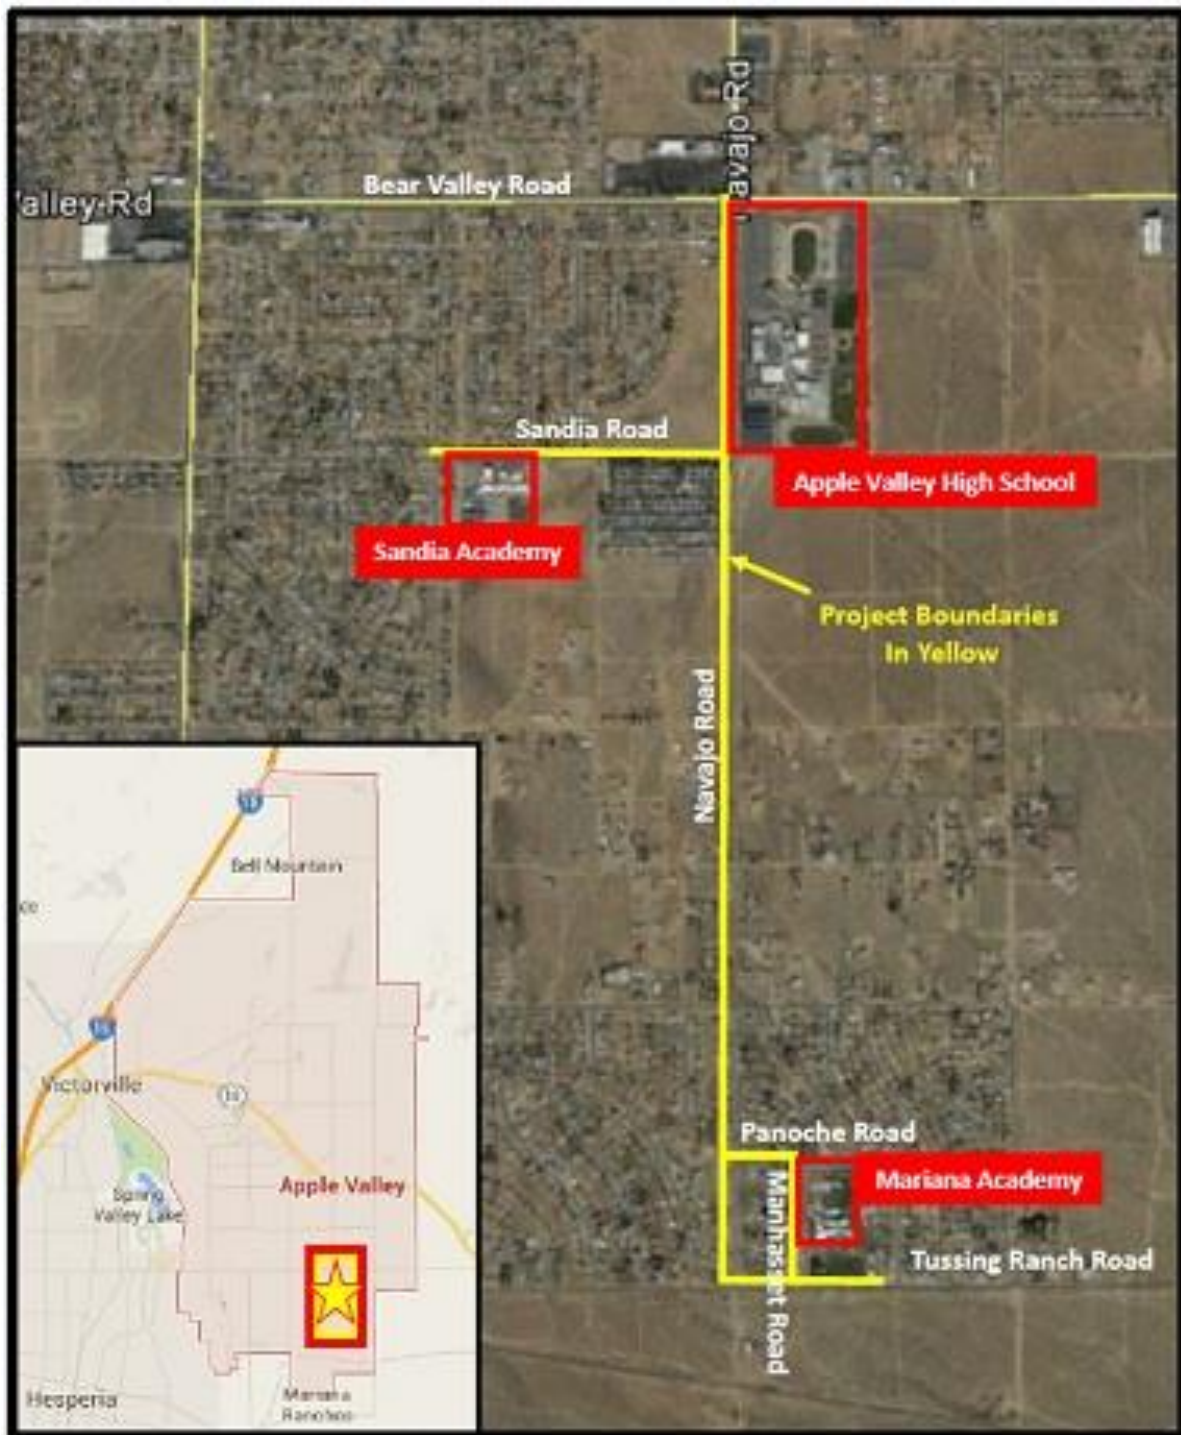 avajo Rd
Bear Valley Road
alley Rd
Sandia Road
Apple Valley High School
Sandia Academy
Project Boundaries
In Yellow
Navajo Road
Bell Mountain
Victorville
Apple Valley
Spring
Valley Lake
Hesperia
Mariana
Ranchos
Panoche Road
Mariana Academy
Manhasset Road
Tussing Ranch Road